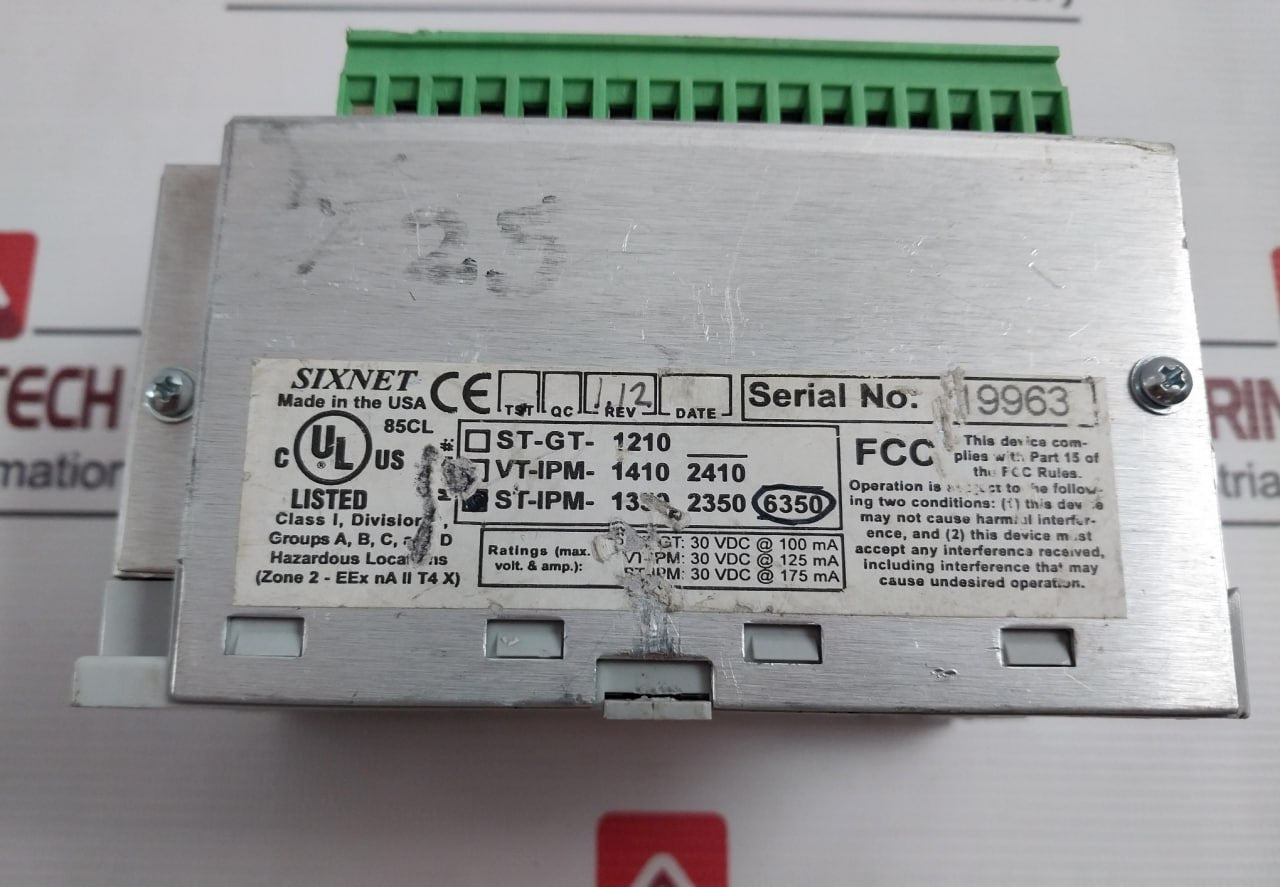 25
SIXNET
Made in the USA
CE
TST QC 1.12 REV DATE
Serial No: 19963
85CL
C UL ® US
LISTED
Class I, Division
Groups A, B, C, D
Hazardous Locations
(Zone 2 - EEx nA II T4 X)
#
ST-GT- 1210
VT-IPM- 1410 2410
ST-IPM- 2350 6350
Ratings (max. volt. & amp.):
GT: 30 VDC @ 100 mA
VT-IPM: 30 VDC @ 125 mA
ST-IPM: 30 VDC @ 175 mA
FCC
This device com-
plies with Part 15 of
the FCC Rules.
Operation is subject to the follow-
ing two conditions: (1) this device
may not cause harmful interfer-
ence, and (2) this device must
accept any interference received,
including interference that may
cause undesired operation.
TECH
mation
RIN
stria